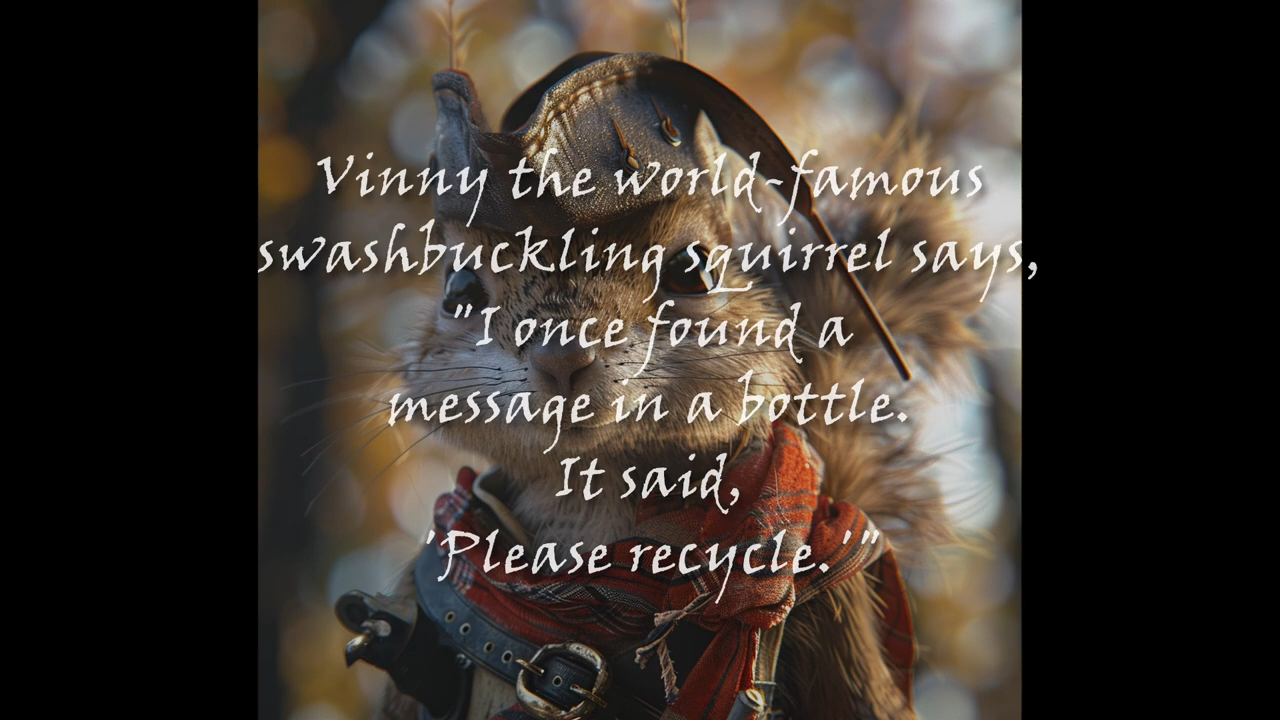 Vinny the world-famous
swashbuckling squirrel says,
"I once found a
message in a bottle.
It said,
'Please recycle.'"